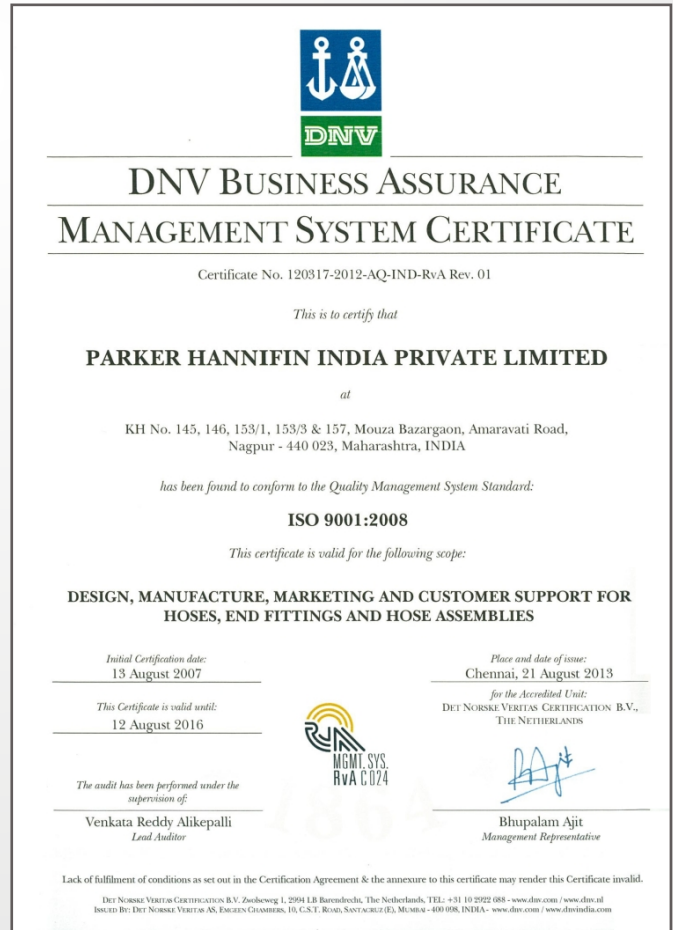 DNV
DNV BUSINESS ASSURANCE
MANAGEMENT SYSTEM CERTIFICATE
Certificate No. 120317-2012-AQ-IND-RvA Rev. 01
This is to certify that
PARKER HANNIFIN INDIA PRIVATE LIMITED
at
KH No. 145, 146, 153/1, 153/3 & 157, Mouza Bazargaon, Amaravati Road,
Nagpur - 440 023, Maharashtra, INDIA
has been found to conform to the Quality Management System Standard:
ISO 9001:2008
This certificate is valid for the following scope:
DESIGN, MANUFACTURE, MARKETING AND CUSTOMER SUPPORT FOR
HOSES, END FITTINGS AND HOSE ASSEMBLIES
Initial Certification date:
13 August 2007
This Certificate is valid until:
12 August 2016
The audit has been performed under the
supervision of:
Venkata Reddy Alikepalli
Lead Auditor
RvA
MGMT. SYS.
RvA C 024
1864
Place and date of issue:
Chennai, 21 August 2013
for the Accredited Unit:
DET NORSKE VERITAS CERTIFICATION B.V.,
THE NETHERLANDS
Bhupalam Ajit
Management Representative
Lack of fulfilment of conditions as set out in the Certification Agreement & the annexure to this certificate may render this Certificate invalid.
DET NORSKE VERITAS CERTIFICATION B.V. Zwolseweg 1, 2994 LB Barendrecht, The Netherlands, TEL: +31 10 2922 688 - www.dnv.com / www.dnv.nl
ISSUED BY: DET NORSKE VERITAS AS, EMGEEN CHAMBERS, 10, C.S.T. ROAD, SANTACRUZ (E), MUMBAI - 400 098, INDIA - www.dnv.com / www.dnvindia.com